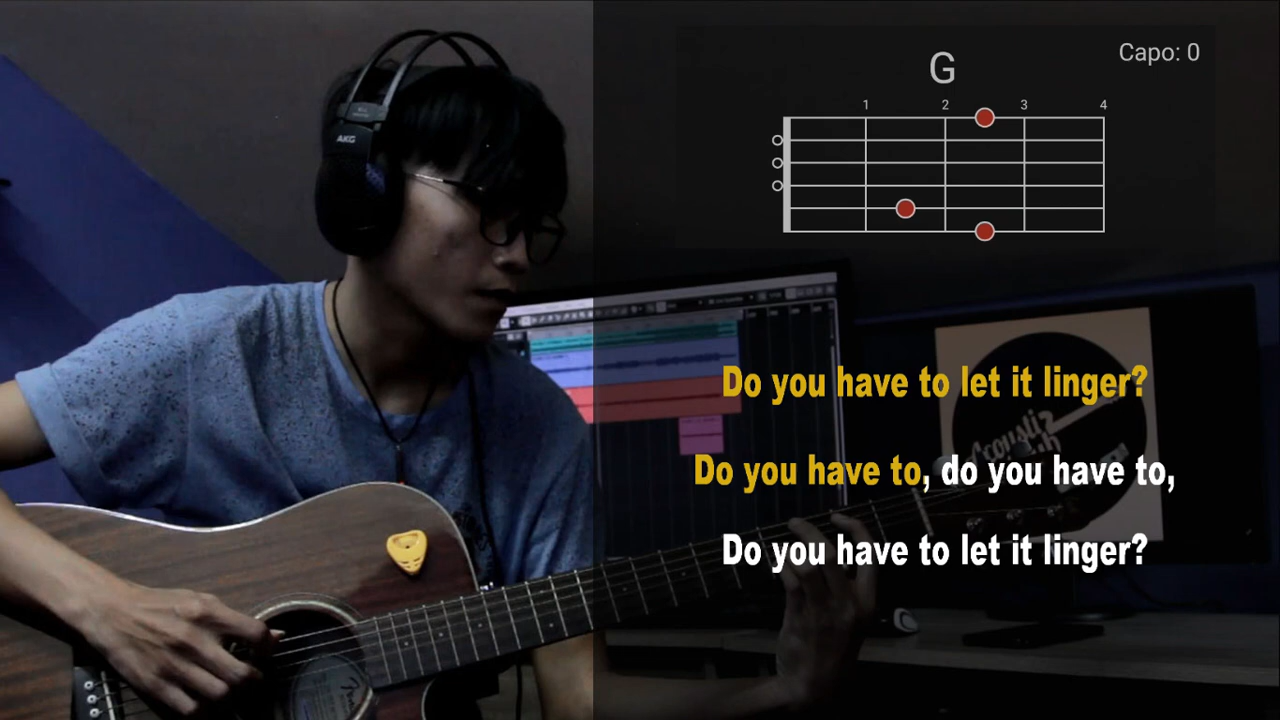 Capo: 0
G
1 2 3 4
AKG
Do you have to let it linger?
Do you have to, do you have to,
Do you have to let it linger?